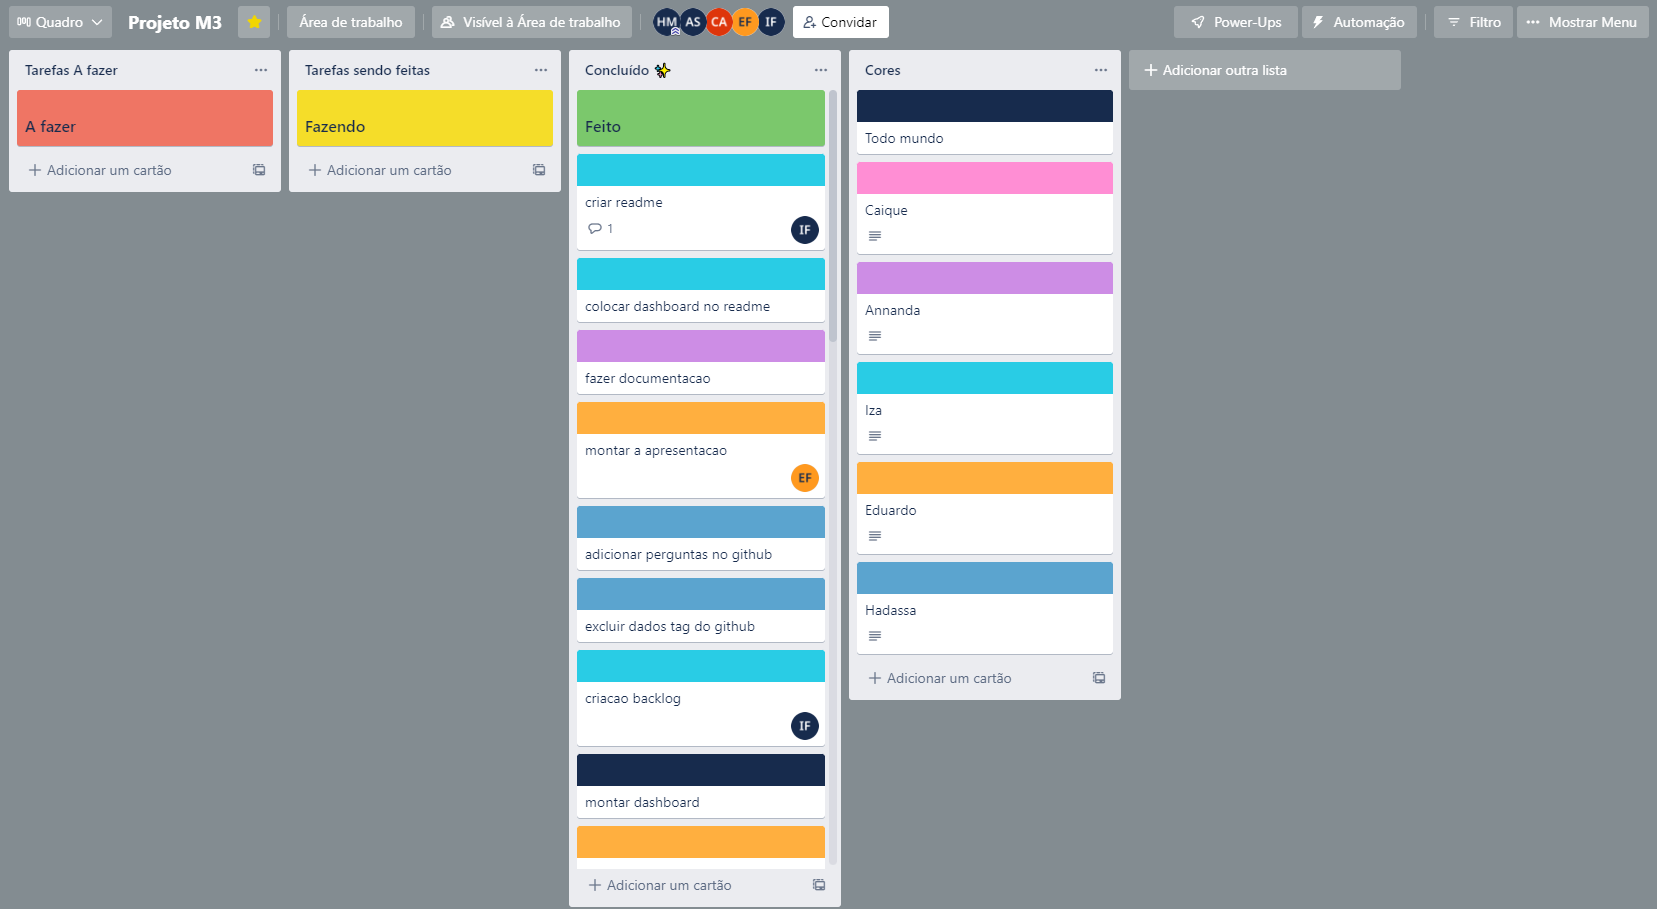 Quadro
Projeto M3
Área de trabalho
Visível à Área de trabalho
HM
AS
CA
EF
IF
Convidar
Power-Ups
Automação
Filtro
Mostrar Menu
Tarefas A fazer
A fazer
Adicionar um cartão
Tarefas sendo feitas
Fazendo
Adicionar um cartão
Concluído ✨
Feito
criar readme
1
IF
colocar dashboard no readme
fazer documentacao
montar a apresentacao
EF
adicionar perguntas no github
excluir dados tag do github
criacao backlog
IF
montar dashboard
Adicionar um cartão
Cores
Todo mundo
Caique
Annanda
Iza
Eduardo
Hadassa
Adicionar um cartão
Adicionar outra lista